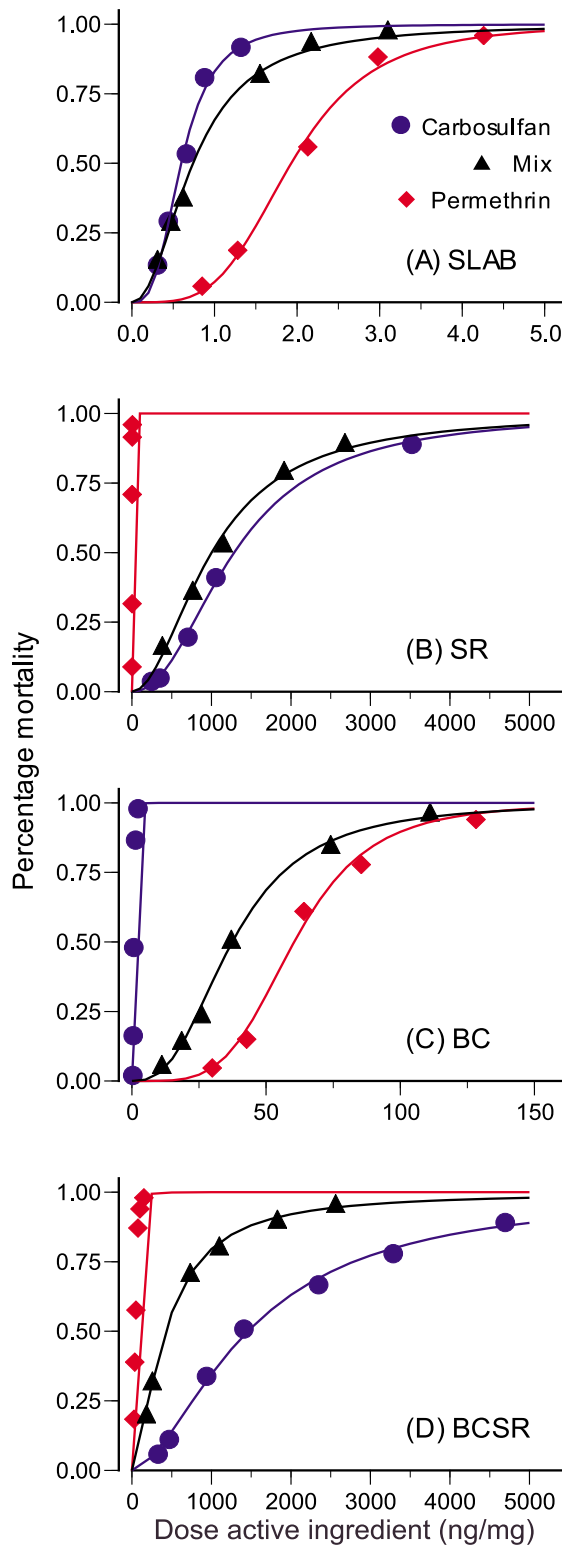 1.00
0.75
0.50
0.25
0.00
0.0 1.0 2.0 3.0 4.0 5.0
Carbosulfan
Mix
Permethrin
(A) SLAB
Percentage mortality
1.00
0.75
0.50
0.25
0.00
0 1000 2000 3000 4000 5000
(B) SR
1.00
0.75
0.50
0.25
0.00
0 50 100 150
(C) BC
1.00
0.75
0.50
0.25
0.00
0 1000 2000 3000 4000 5000
(D) BCSR
Dose active ingredient (ng/mg)